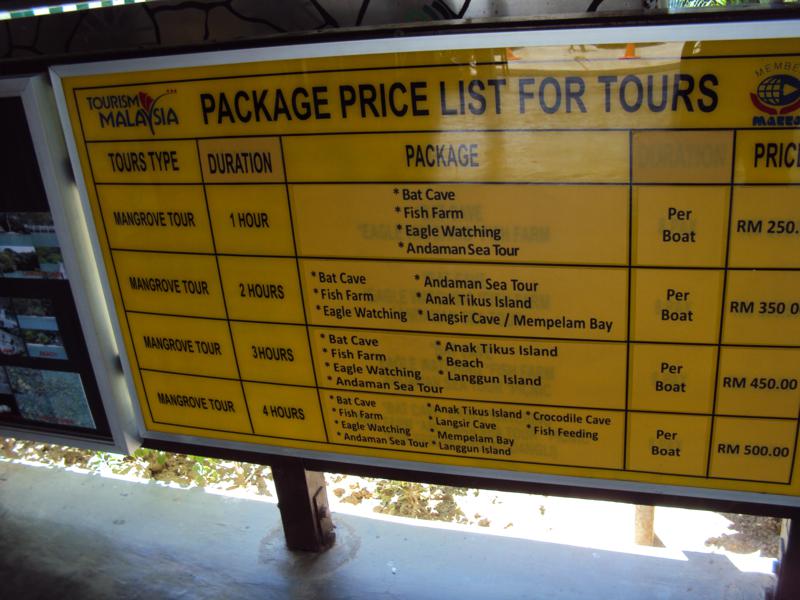 TOURISM MALAYSIA PACKAGE PRICE LIST FOR TOURS MEMBE
TOURS TYPE DURATION PACKAGE DURATION PRIC
MANGROVE TOUR 1 HOUR
* Bat Cave
* Fish Farm
* Eagle Watching
* Andaman Sea Tour
Per Boat RM 250.
MANGROVE TOUR 2 HOURS
* Bat Cave * Andaman Sea Tour
* Fish Farm * Anak Tikus Island
* Eagle Watching * Langsir Cave / Mempelam Bay
Per Boat RM 350 0
MANGROVE TOUR 3HOURS
* Bat Cave * Anak Tikus Island
* Fish Farm * Beach
* Eagle Watching * Langgun Island
* Andaman Sea Tour
Per Boat RM 450.00
MANGROVE TOUR 4 HOURS
* Bat Cave * Anak Tikus Island * Crocodile Cave
* Fish Farm * Langsir Cave * Fish Feeding
* Eagle Watching Mempelam Bay
* Andaman Sea Tour * Langgun Island
Per Boat RM 500.00